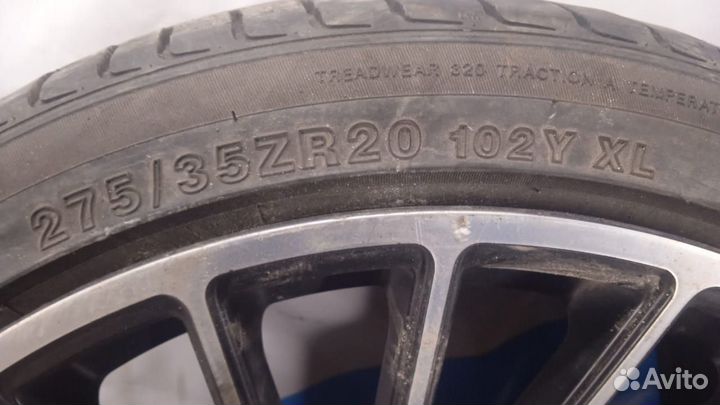 TREADWEAR 320 TRACTION A TEMPERAT
275/35ZR20 102Y XL
Avito